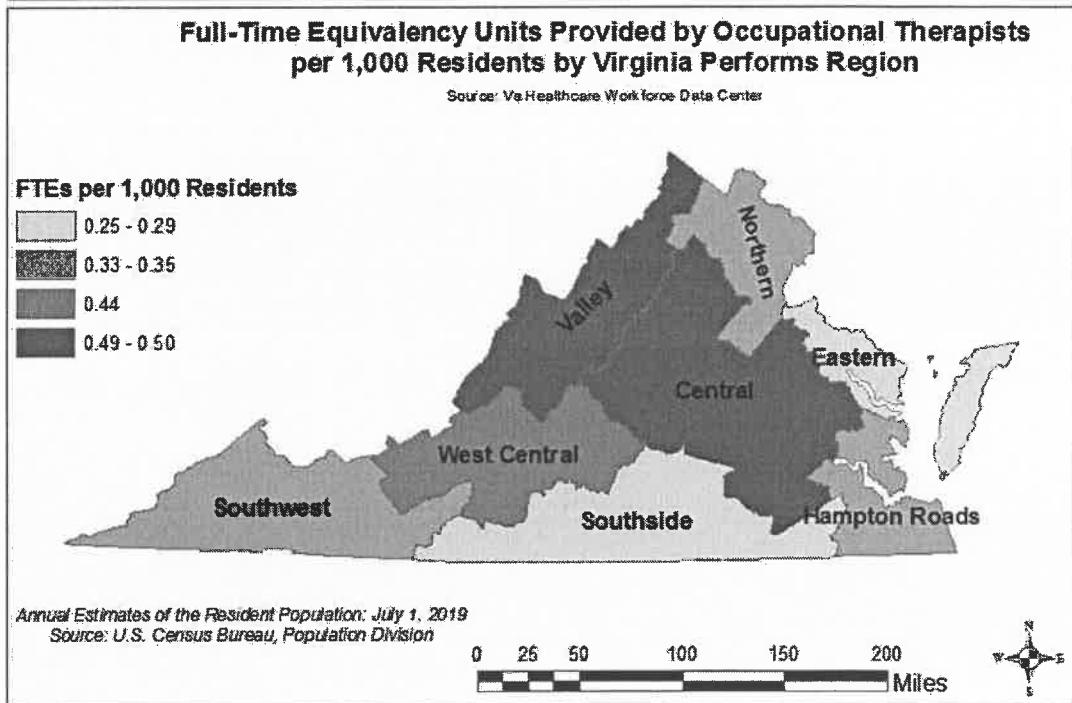 Full-Time Equivalency Units Provided by Occupational Therapists
per 1,000 Residents by Virginia Performs Region
Source: Va Healthcare Workforce Data Center
FTEs per 1,000 Residents
0.25 - 0.29
0.33 - 0.35
0.44
0.49 - 0.50
Northern
Valley
Eastern
Central
West Central
Southwest
Southside
Hampton Roads
Annual Estimates of the Resident Population: July 1, 2019
Source: U.S. Census Bureau, Population Division
0 25 50 100 150 200
Miles
N
W E
S